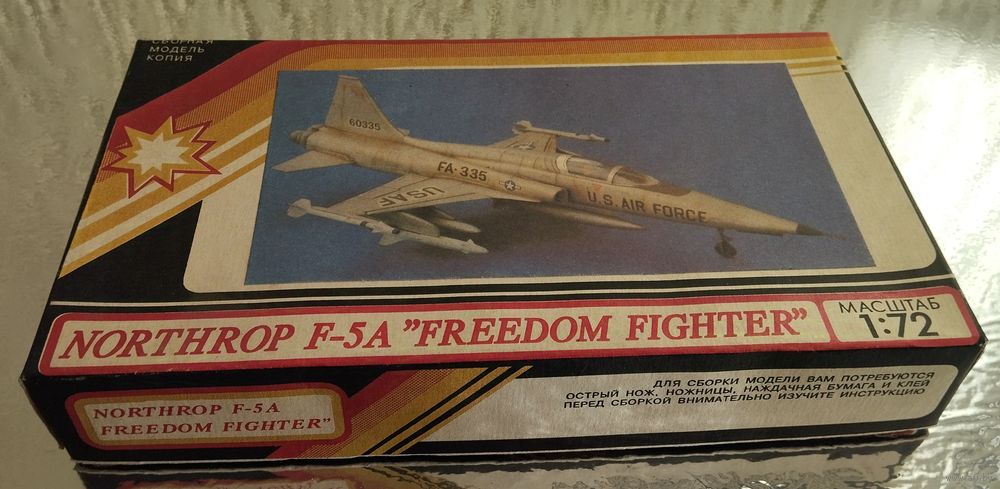 СБОРНАЯ
МОДЕЛЬ
КОПИЯ
60335
FA-335
USAF
U.S. AIR FORCE
NORTHROP F-5A "FREEDOM FIGHTER"
МАСШТАБ
1:72
NORTHROP F-5A
FREEDOM FIGHTER"
ДЛЯ СБОРКИ МОДЕЛИ ВАМ ПОТРЕБУЮТСЯ
ОСТРЫЙ НОЖ, НОЖНИЦЫ, НАЖДАЧНАЯ БУМАГА И КЛЕЙ
ПЕРЕД СБОРКОЙ ВНИМАТЕЛЬНО ИЗУЧИТЕ ИНСТРУКЦИЮ